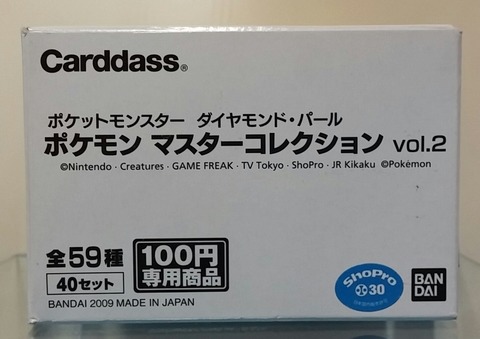 Carddass®
ポケットモンスター ダイヤモンド・パール
ポケモン マスターコレクション vol.2
©Nintendo · Creatures · GAME FREAK · TV Tokyo · ShoPro · JR Kikaku ©Pokémon
全59種
40セット
100円
専用商品
BANDAI 2009 MADE IN JAPAN
ShoPro
30
BAN
DAI